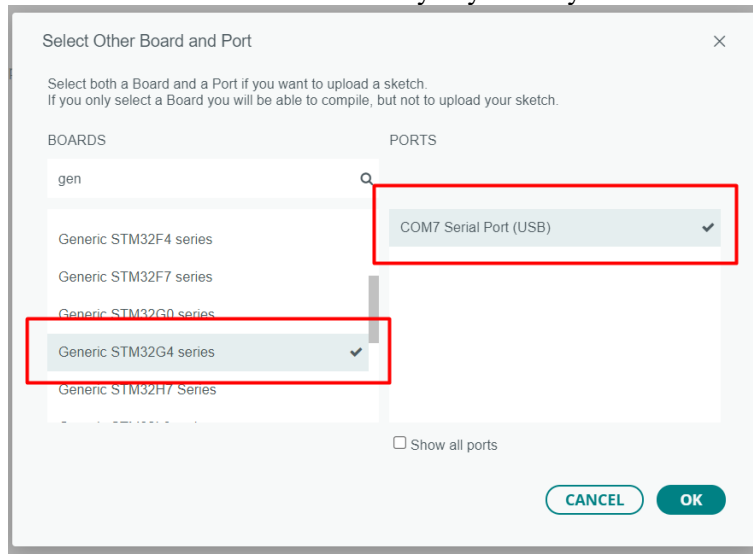 Select Other Board and Port
Select both a Board and a Port if you want to upload a sketch.
If you only select a Board you will be able to compile, but not to upload your sketch.
BOARDS
PORTS
gen
COM7 Serial Port (USB)
Generic STM32F4 series
Generic STM32F7 series
Generic STM32G0 series
Generic STM32G4 series
Generic STM32H7 Series
Show all ports
CANCEL
OK